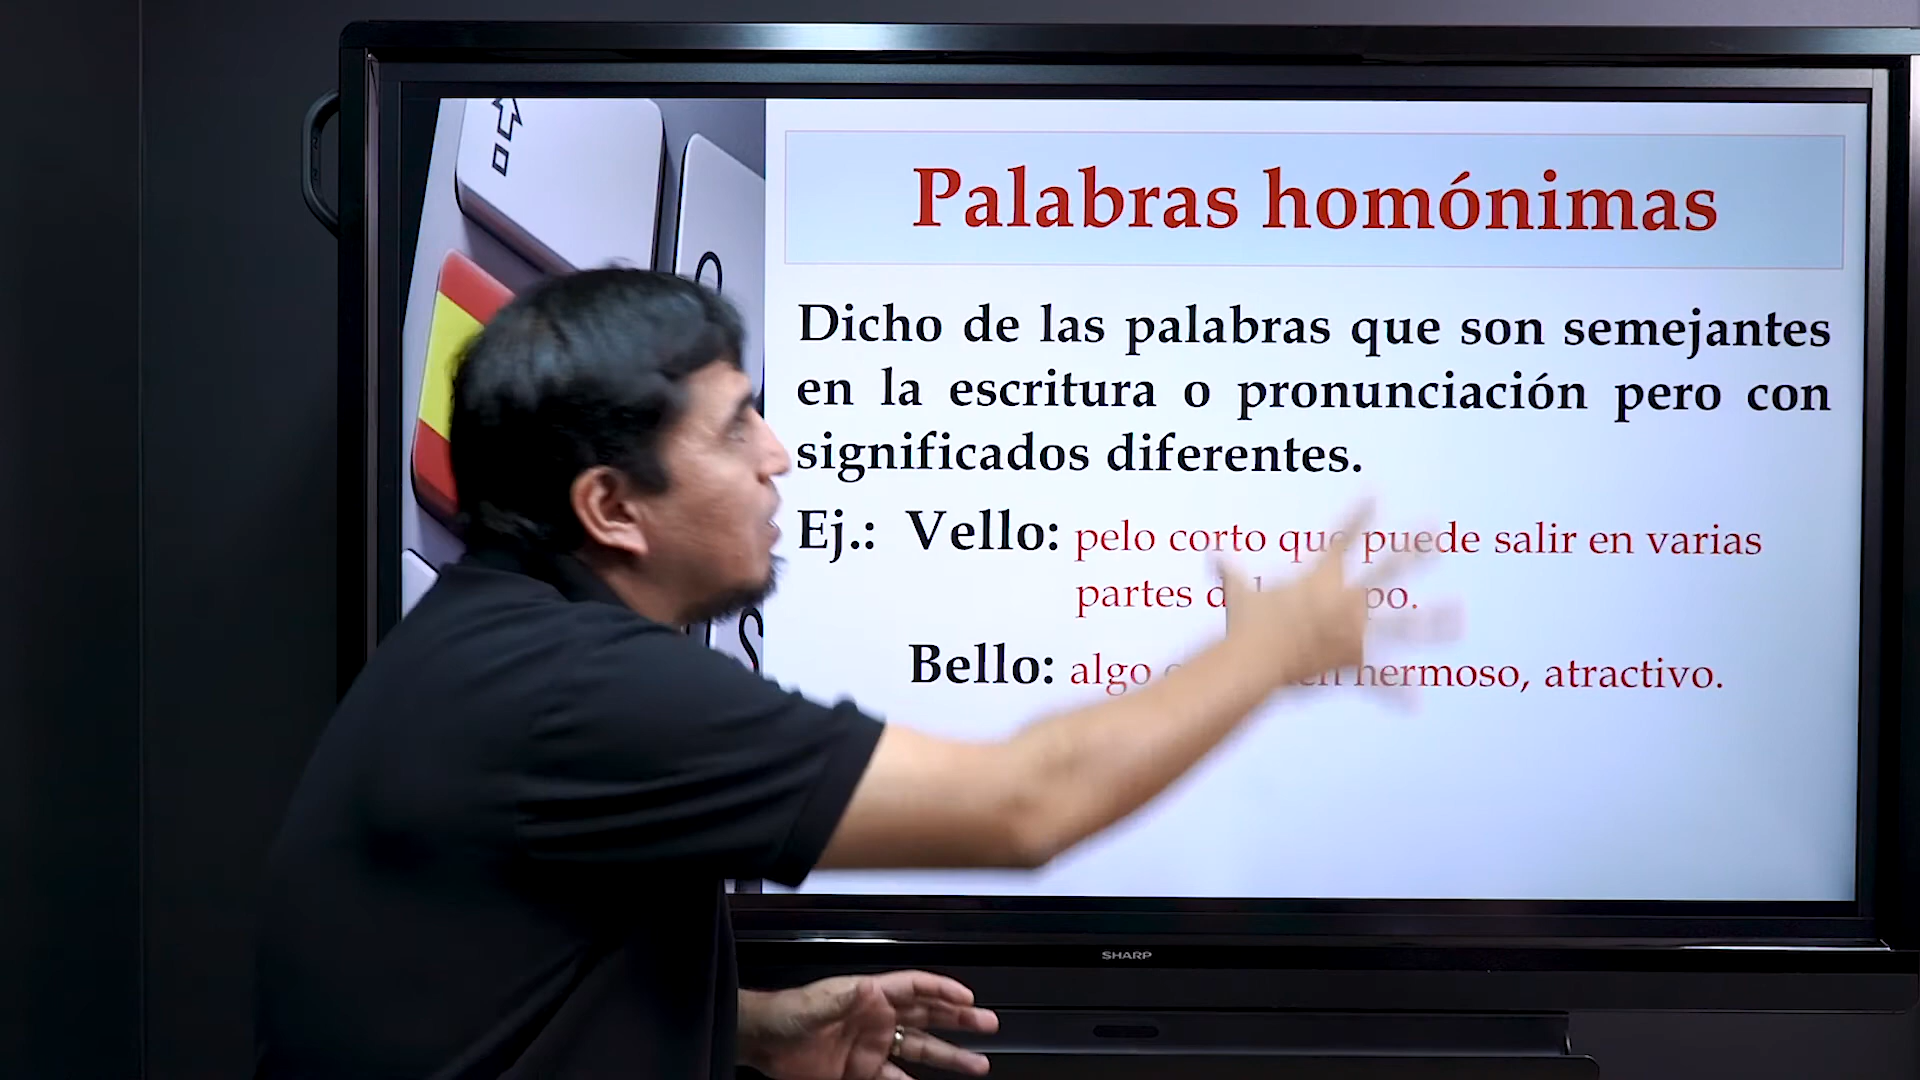 Palabras homónimas
Dicho de las palabras que son semejantes
en la escritura o pronunciación pero con
significados diferentes.
Ej.: Vello: pelo corto que puede salir en varias
partes
Bello: algo hermoso, atractivo.
SHARP